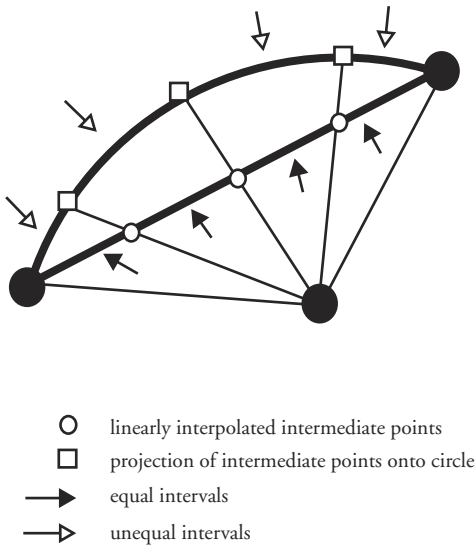 linearly interpolated intermediate points
projection of intermediate points onto circle
equal intervals
unequal intervals